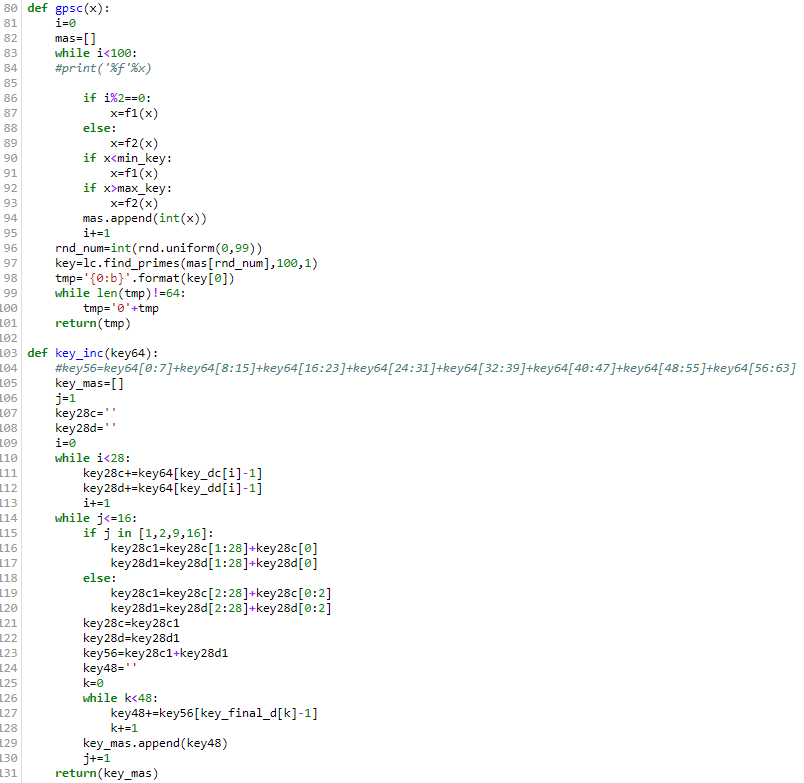 80 def gpsc(x):
81     i=0
82     mas=[]
83     while i<100:
84     #print('%f'%x)
85
86         if i%2==0:
87             x=f1(x)
88         else:
89             x=f2(x)
90         if x<min_key:
91             x=f1(x)
92         if x>max_key:
93             x=f2(x)
94         mas.append(int(x))
95         i+=1
96     rnd_num=int(rnd.uniform(0,99))
97     key=lc.find_primes(mas[rnd_num],100,1)
98     tmp='{0:b}'.format(key[0])
99     while len(tmp)!=64:
100         tmp='0'+tmp
101     return(tmp)
102
103 def key_inc(key64):
104     #key56=key64[0:7]+key64[8:15]+key64[16:23]+key64[24:31]+key64[32:39]+key64[40:47]+key64[48:55]+key64[56:63]
105     key_mas=[]
106     j=1
107     key28c=''
108     key28d=''
109     i=0
110     while i<28:
111         key28c+=key64[key_dc[i]-1]
112         key28d+=key64[key_dd[i]-1]
113         i+=1
114     while j<=16:
115         if j in [1,2,9,16]:
116             key28c1=key28c[1:28]+key28c[0]
117             key28d1=key28d[1:28]+key28d[0]
118         else:
119             key28c1=key28c[2:28]+key28c[0:2]
120             key28d1=key28d[2:28]+key28d[0:2]
121         key28c=key28c1
122         key28d=key28d1
123         key56=key28c1+key28d1
124         key48=''
125         k=0
126         while k<48:
127             key48+=key56[key_final_d[k]-1]
128             k+=1
129         key_mas.append(key48)
130         j+=1
131     return(key_mas)